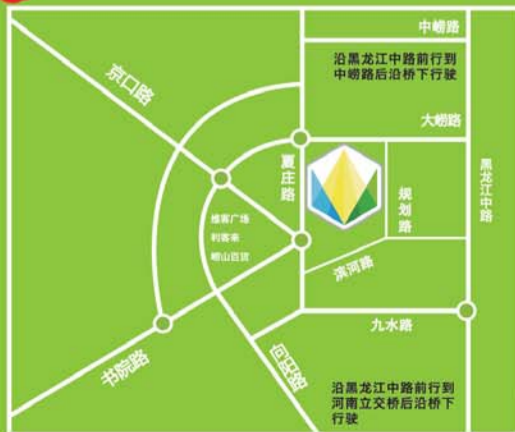 中崂路
沿黑龙江中路前行到
中崂路后沿桥下行驶
京口路
大崂路
夏庄路
黑龙江中路
规划路
维客广场
利客来
崂山百货
滨河路
九水路
书院路
向阳路
沿黑龙江中路前行到
河南立交桥后沿桥下
行驶